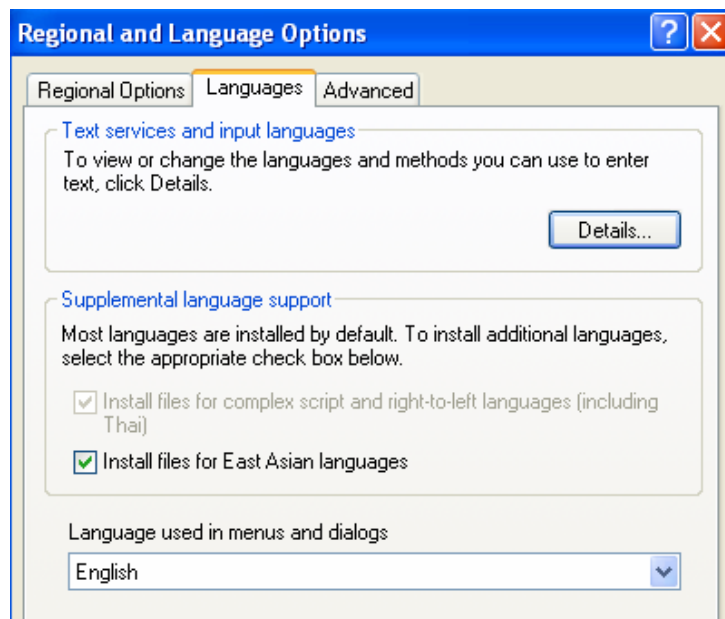 Regional and Language Options
Regional Options Languages Advanced
Text services and input languages
To view or change the languages and methods you can use to enter
text, click Details.
Details...
Supplemental language support
Most languages are installed by default. To install additional languages,
select the appropriate check box below.
Install files for complex script and right-to-left languages (including
Thai)
Install files for East Asian languages
Language used in menus and dialogs
English